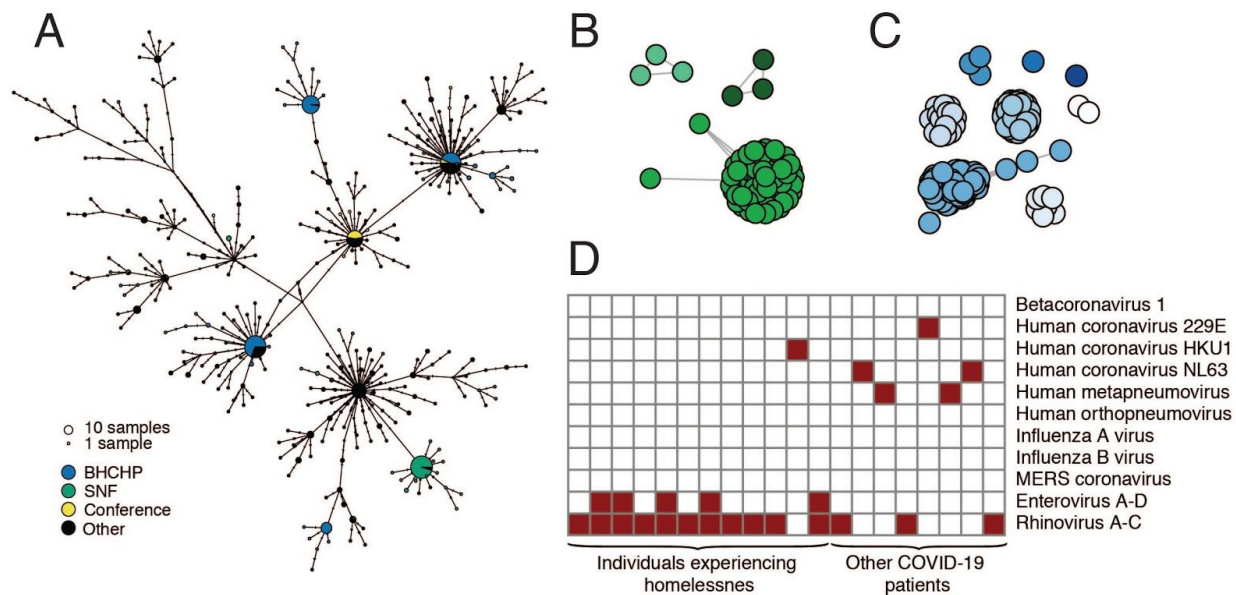 A
B
C
10 samples
1 sample
BHCHP
SNF
Conference
Other
D
Betacoronavirus 1
Human coronavirus 229E
Human coronavirus HKU1
Human coronavirus NL63
Human metapneumovirus
Human orthopneumovirus
Influenza A virus
Influenza B virus
MERS coronavirus
Enterovirus A-D
Rhinovirus A-C
Individuals experiencing
homelessnes
Other COVID-19
patients